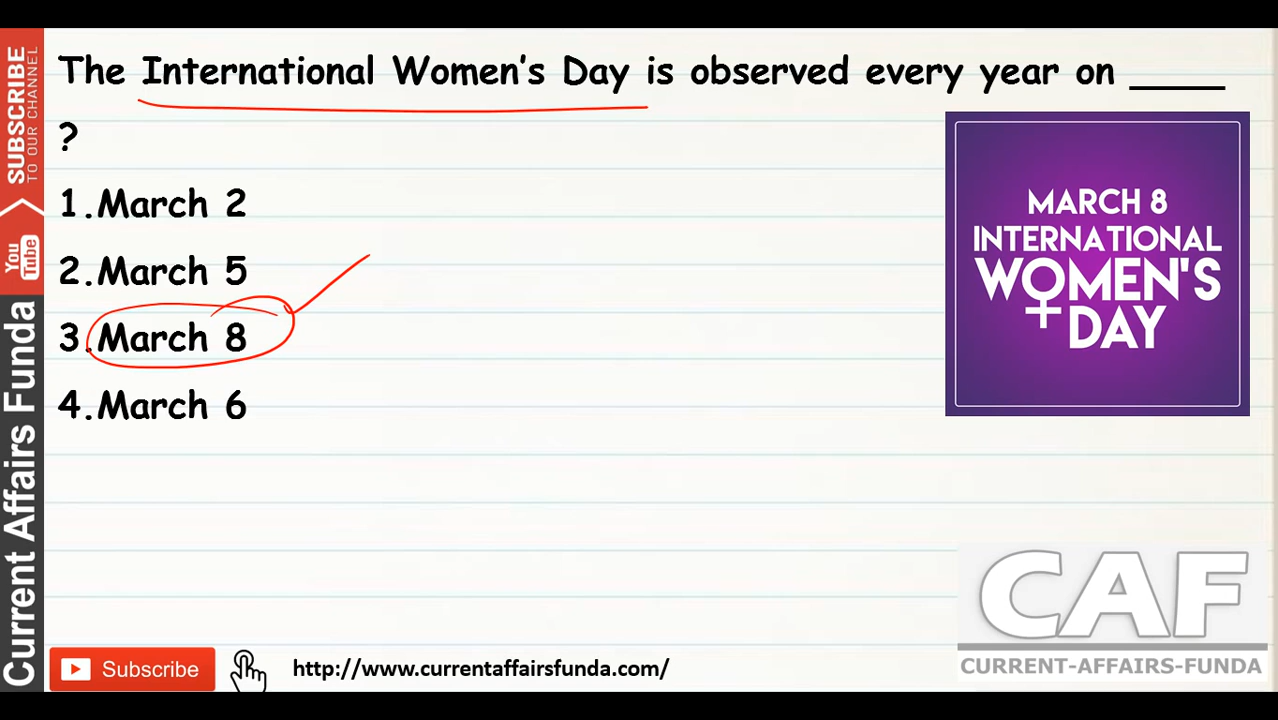 The International Women's Day is observed every year on _____
?
1.March 2
2.March 5
3.March 8
4.March 6
MARCH 8
INTERNATIONAL
WOMEN'S
DAY
SUBSCRIBE
TO OUR CHANNEL
You
Tube
Current Affairs Funda
Subscribe
http://www.currentaffairsfunda.com/
CAF
CURRENT-AFFAIRS-FUNDA